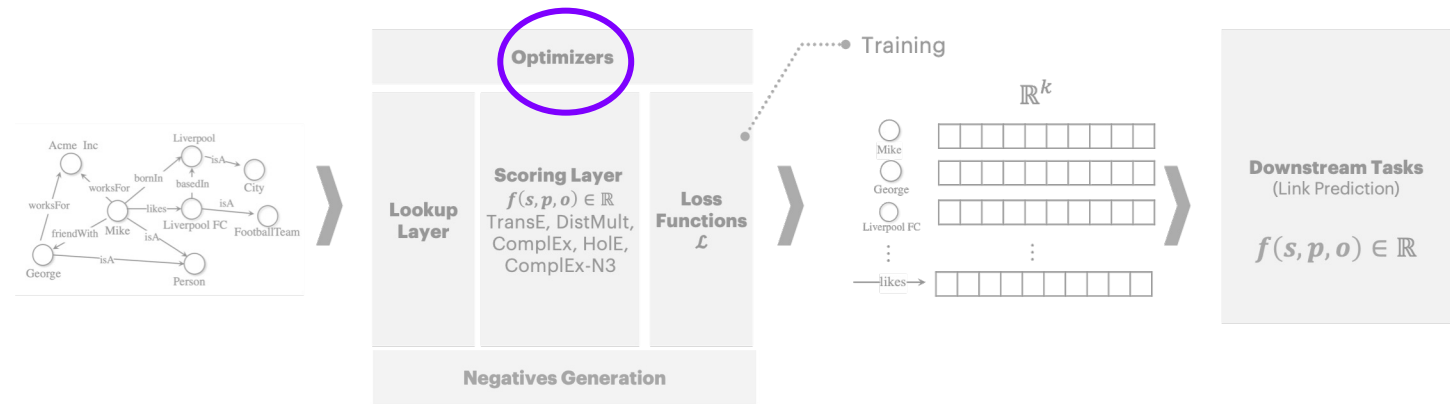 Acme Inc
Liverpool
isA
City
bornIn
basedIn
worksFor
worksFor
likes
isA
Mike
Liverpool FC
FootballTeam
friendWith
isA
George
isA
Person
Optimizers
Lookup
Layer
Scoring Layer
f(s, p, o) ∈ ℝ
TransE, DistMult,
ComplEx, HolE,
ComplEx-N3
Loss
Functions
ℒ
Negatives Generation
Training
ℝᵏ
Mike
George
Liverpool FC
⋮
⋮
likes
Downstream Tasks
(Link Prediction)
f(s, p, o) ∈ ℝ